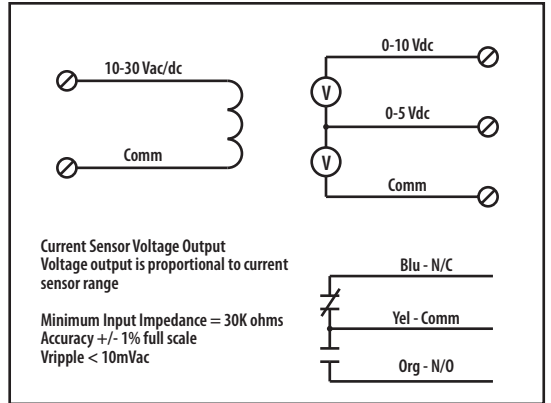 10-30 Vac/dc
Comm
0-10 Vdc
V
0-5 Vdc
V
Comm
Current Sensor Voltage Output
Voltage output is proportional to current
sensor range
Minimum Input Impedance = 30K ohms
Accuracy +/- 1% full scale
Vripple < 10mVac
Blu - N/C
Yel - Comm
Org - N/O